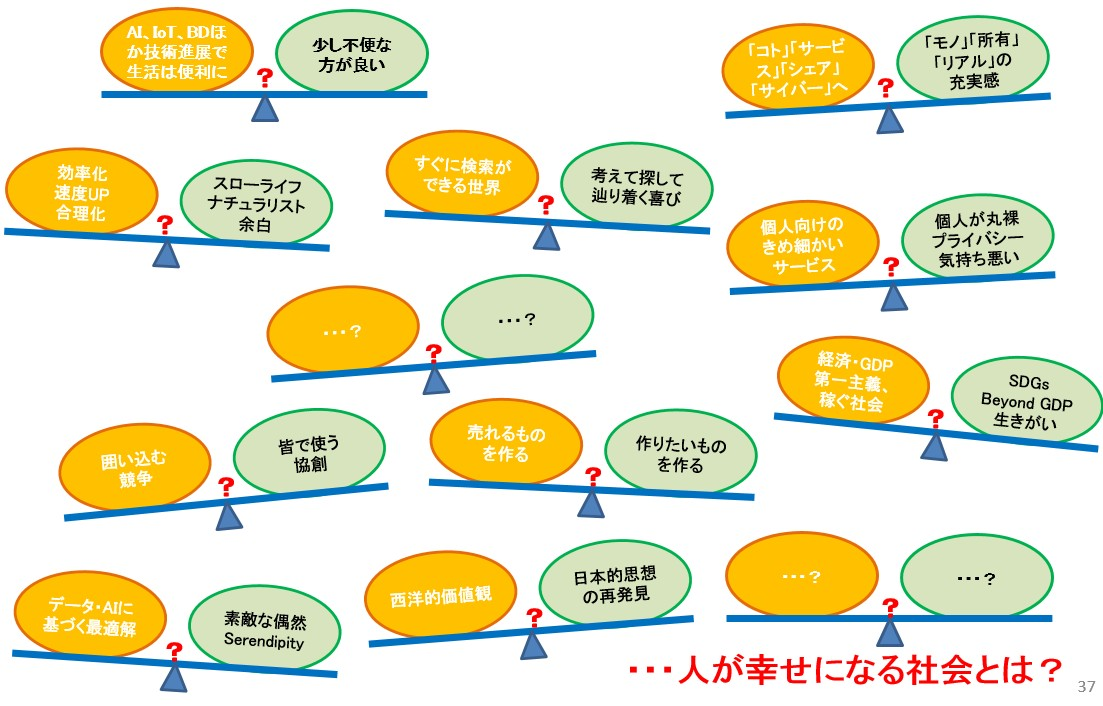 AI、IoT、BDほ
か技術進展で
生活は便利に
?
少し不便な
方が良い
「コト」「サービ
ス」「シェア」
「サイバー」へ
?
「モノ」「所有」
「リアル」の
充実感
効率化
速度UP
合理化
?
スローライフ
ナチュラリスト
余白
すぐに検索が
できる世界
?
考えて探して
辿り着く喜び
個人向けの
きめ細かい
サービス
?
個人が丸裸
プライバシー
気持ち悪い
・・・?
?
・・・?
経済・GDP
第一主義、
稼ぐ社会
?
SDGs
Beyond GDP
生きがい
囲い込む
競争
?
皆で使う
協創
売れるもの
を作る
?
作りたいもの
を作る
データ・AIに
基づく最適解
?
素敵な偶然
Serendipity
西洋的価値観
?
日本的思想
の再発見
・・・?
?
・・・?
・・・人が幸せになる社会とは?
37